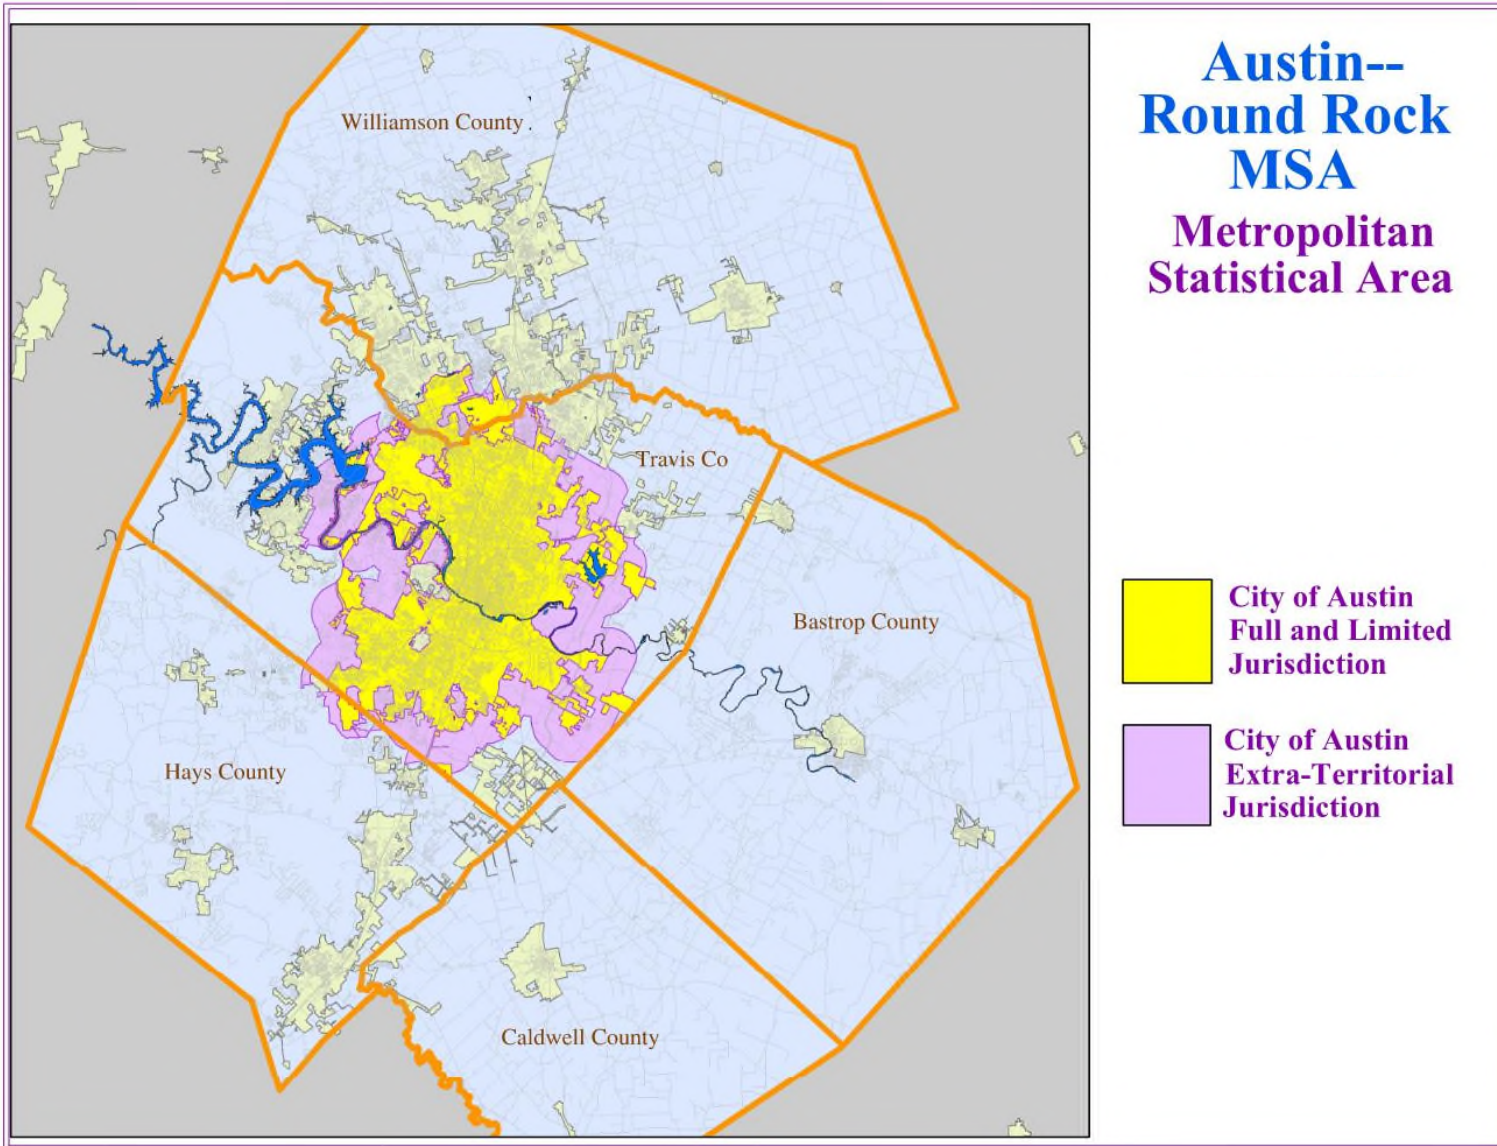 Austin--
Round Rock
MSA
Metropolitan
Statistical Area
Williamson County
Travis Co
Bastrop County
Hays County
Caldwell County
City of Austin
Full and Limited
Jurisdiction
City of Austin
Extra-Territorial
Jurisdiction